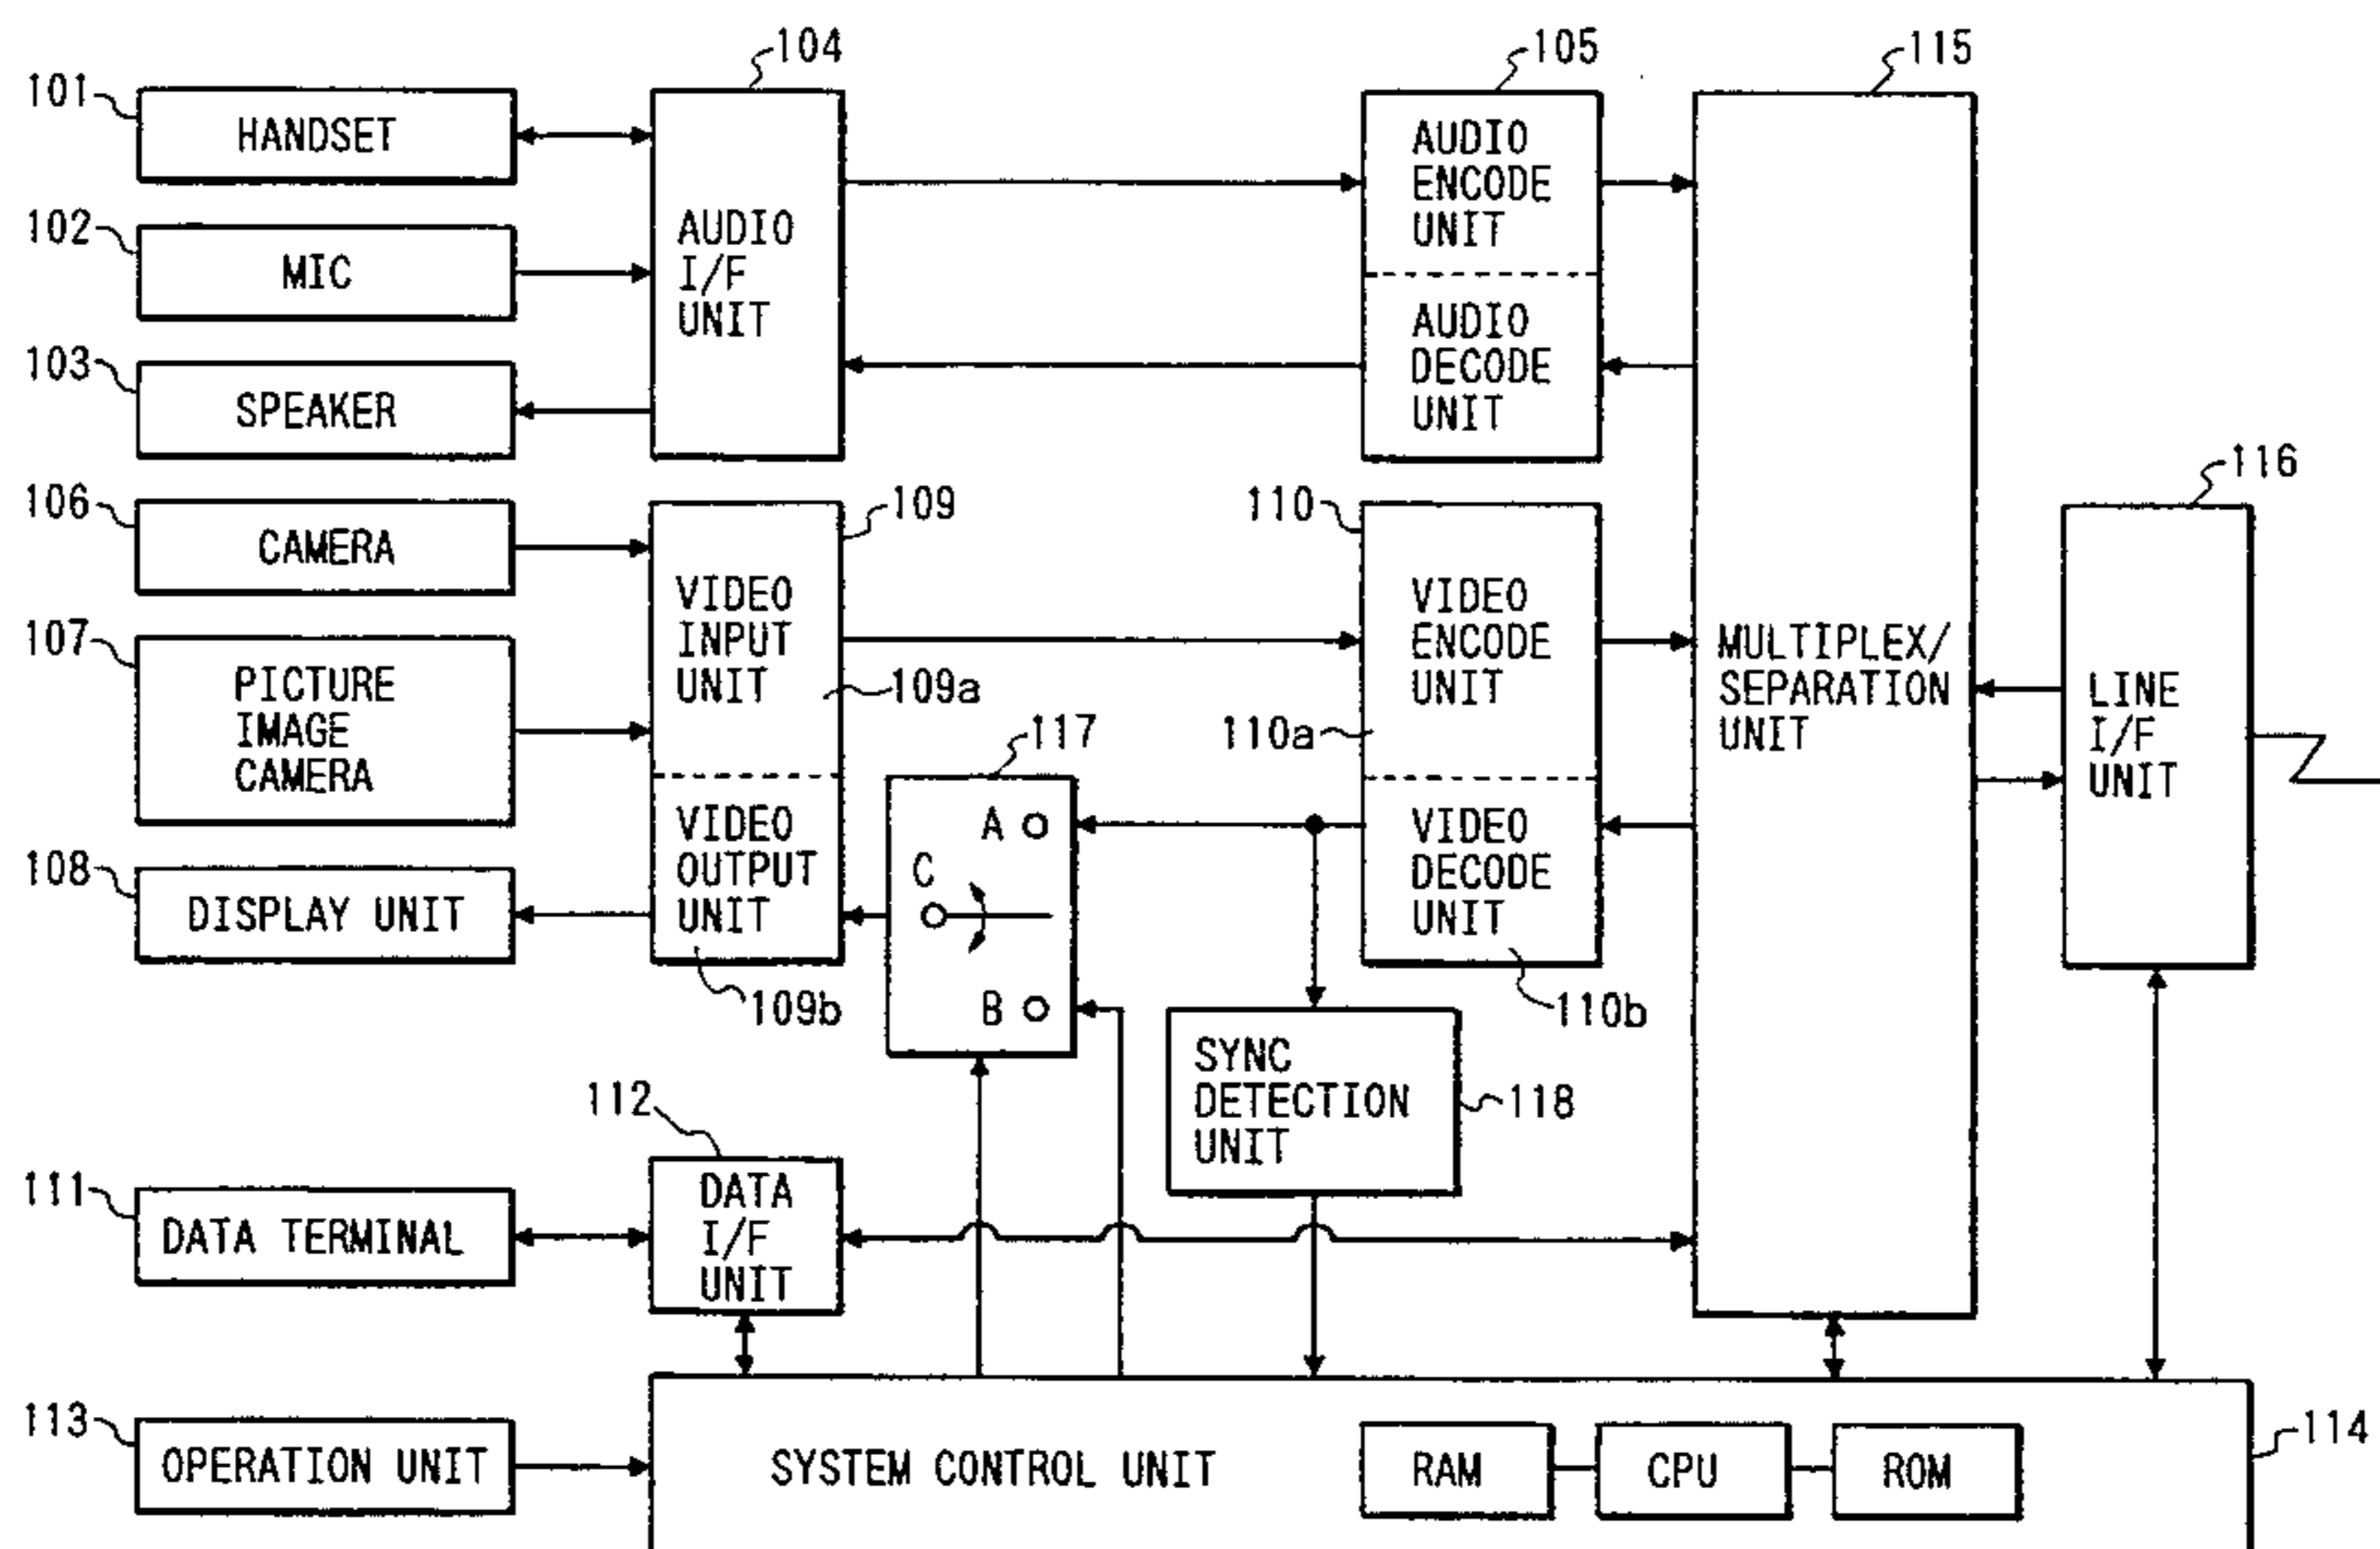 104
105
115
101
HANDSET
AUDIO
ENCODE
UNIT
102
MIC
AUDIO
I/F
UNIT
103
SPEAKER
AUDIO
DECODE
UNIT
116
106
CAMERA
109
110
107
PICTURE
IMAGE
CAMERA
VIDEO
INPUT
UNIT
109a
VIDEO
ENCODE
UNIT
110a
MULTIPLEX/
SEPARATION
UNIT
LINE
I/F
UNIT
117
A
C
B
108
DISPLAY UNIT
VIDEO
OUTPUT
UNIT
109b
VIDEO
DECODE
UNIT
110b
SYNC
DETECTION
UNIT
118
112
111
DATA TERMINAL
DATA
I/F
UNIT
113
OPERATION UNIT
SYSTEM CONTROL UNIT
RAM
CPU
ROM
114